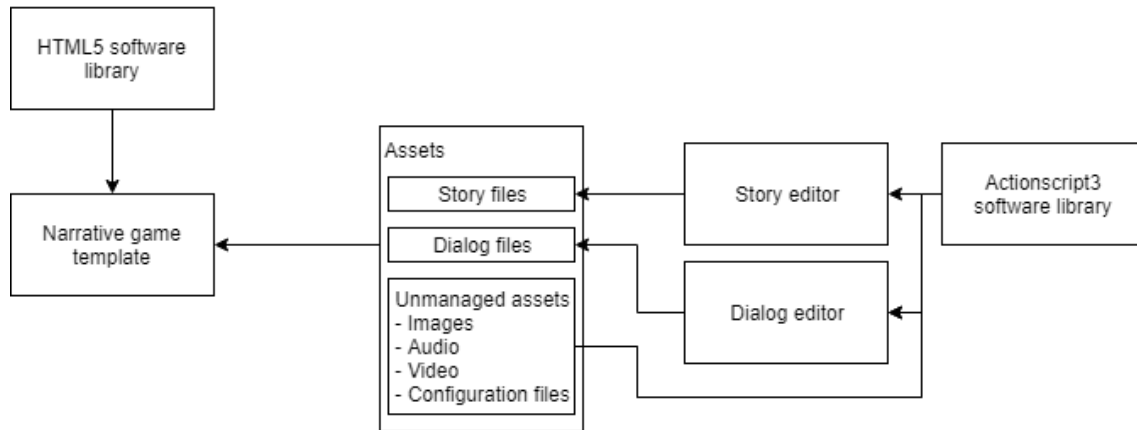 HTML5 software
library
Narrative game
template
Assets
Story files
Dialog files
Unmanaged assets
- Images
- Audio
- Video
- Configuration files
Story editor
Dialog editor
Actionscript3
software library